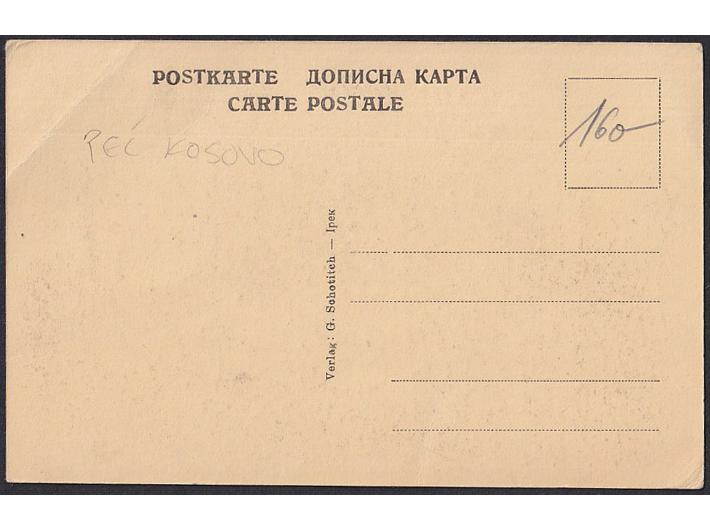 POSTKARTE ДОПИСНА КАРТА
CARTE POSTALE
160
PEĆ KOSOVO
Verlag: G. Schotitch — Ipek